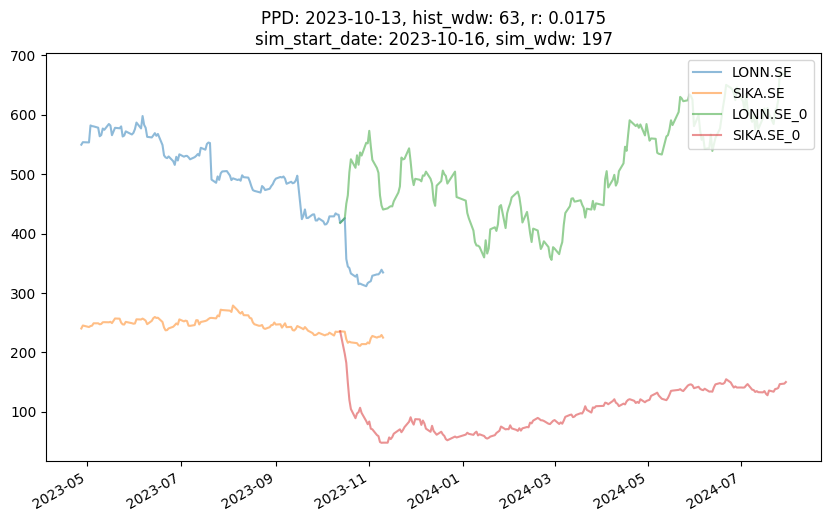 PPD: 2023-10-13, hist_wdw: 63, r: 0.0175
sim_start_date: 2023-10-16, sim_wdw: 197
700
600
500
400
300
200
100
LONN.SE
SIKA.SE
LONN.SE_0
SIKA.SE_0
2023-05
2023-07
2023-09
2023-11
2024-01
2024-03
2024-05
2024-07